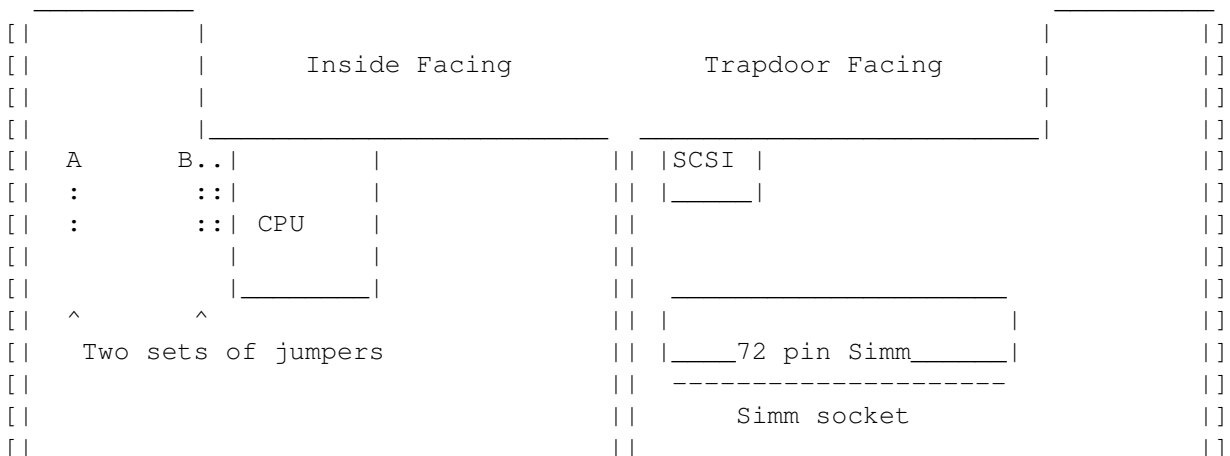 Inside Facing Trapdoor Facing
A B.. SCSI
: ::
: :: CPU
^ ^
Two sets of jumpers 72 pin Simm
Simm socket